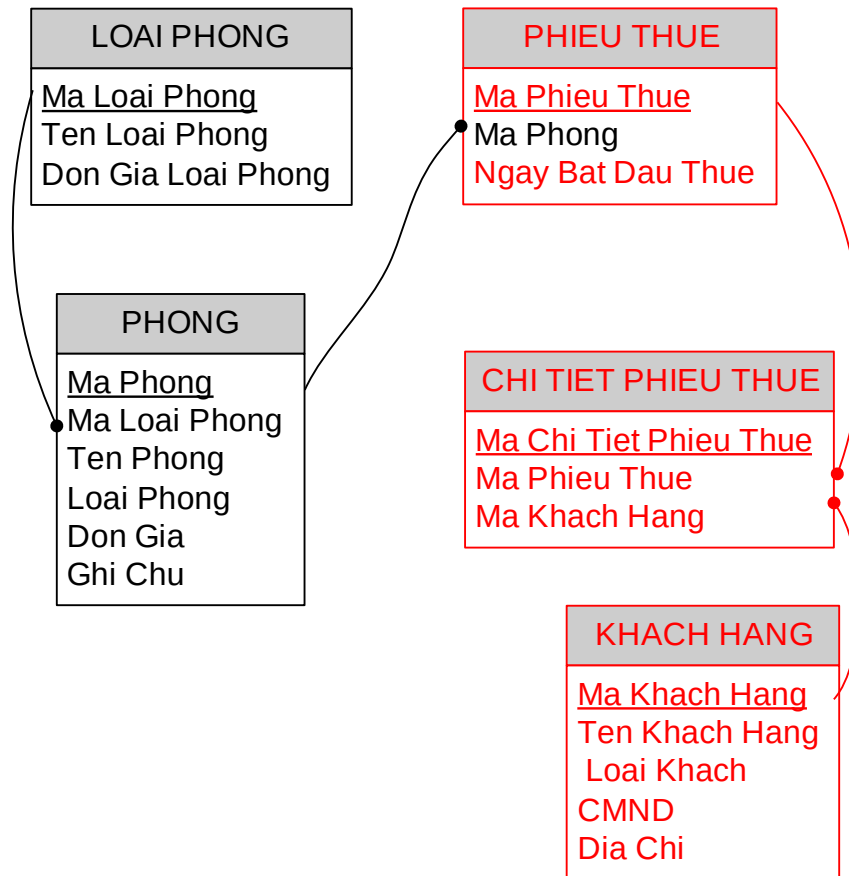 LOAI PHONG
Ma Loai Phong
Ten Loai Phong
Don Gia Loai Phong
PHIEU THUE
Ma Phieu Thue
Ma Phong
Ngay Bat Dau Thue
PHONG
Ma Phong
Ma Loai Phong
Ten Phong
Loai Phong
Don Gia
Ghi Chu
CHI TIET PHIEU THUE
Ma Chi Tiet Phieu Thue
Ma Phieu Thue
Ma Khach Hang
KHACH HANG
Ma Khach Hang
Ten Khach Hang
Loai Khach
CMND
Dia Chi